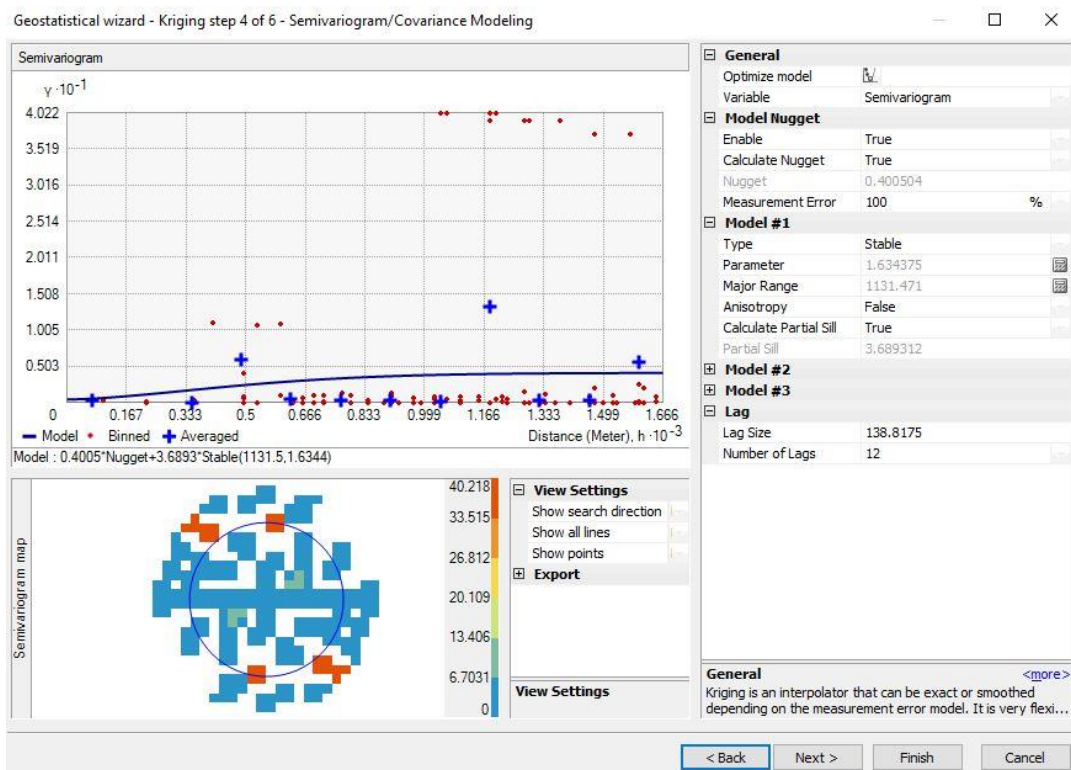 Geostatistical wizard - Kriging step 4 of 6 - Semivariogram/Covariance Modeling
Semivariogram
γ ·10⁻¹
4.022
3.519
3.016
2.514
2.011
1.508
1.005
0.503
0 0.167 0.333 0.5 0.666 0.833 0.999 1.166 1.333 1.499 1.666
Model Binned Averaged Distance (Meter), h ·10⁻³
Model : 0.4005*Nugget+3.6893*Stable(1131.5,1.6344)
Semivariogram map
40.218
33.515
26.812
20.109
13.406
6.7031
0
View Settings
Show search direction
Show all lines
Show points
Export
View Settings
General
Optimize model
Variable Semivariogram
Model Nugget
Enable True
Calculate Nugget True
Nugget 0.400504
Measurement Error 100 %
Model #1
Type Stable
Parameter 1.634375
Major Range 1131.471
Anisotropy False
Calculate Partial Sill True
Partial Sill 3.689312
Model #2
Model #3
Lag
Lag Size 138.8175
Number of Lags 12
General <more>
Kriging is an interpolator that can be exact or smoothed
depending on the measurement error model. It is very flexi...
< Back Next > Finish Cancel